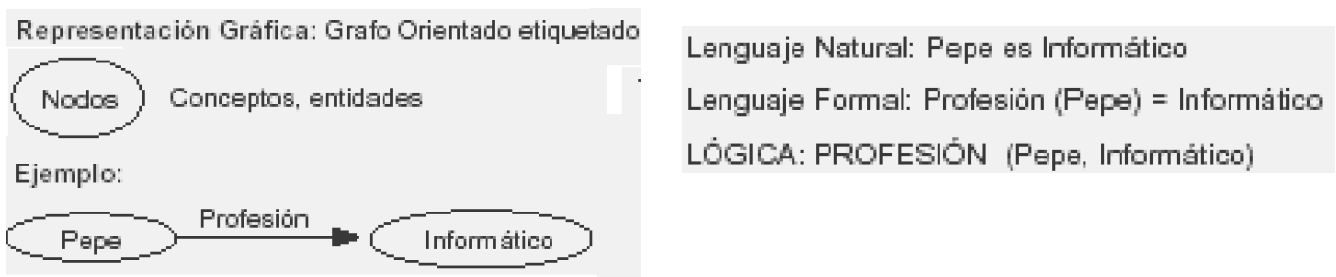 Representación Gráfica: Grafo Orientado etiquetado
Nodos
Conceptos, entidades
Ejemplo:
Pepe
Profesión
Informático
Lenguaje Natural: Pepe es Informático
Lenguaje Formal: Profesión (Pepe) = Informático
LÓGICA: PROFESIÓN (Pepe, Informático)